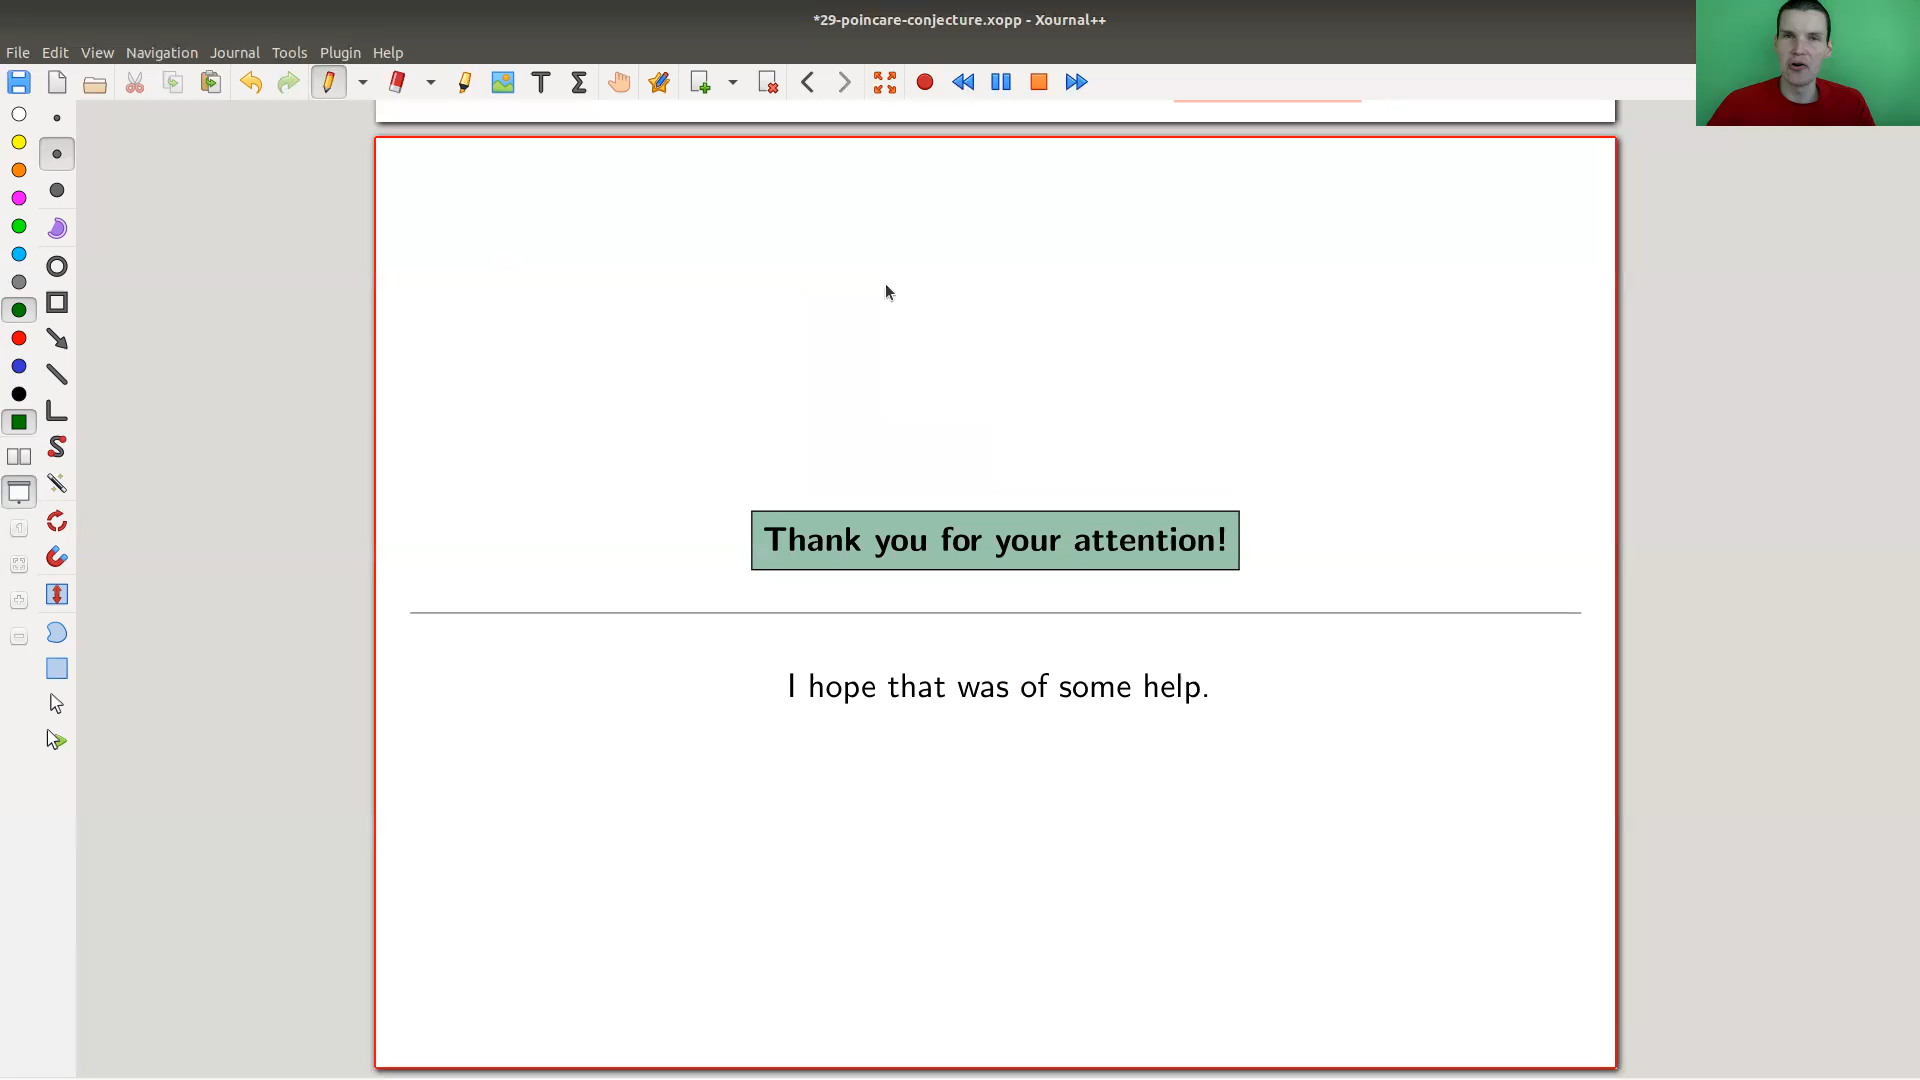 *29-poincare-conjecture.xopp - Xournal++
File Edit View Navigation Journal Tools Plugin Help
Thank you for your attention!
I hope that was of some help.